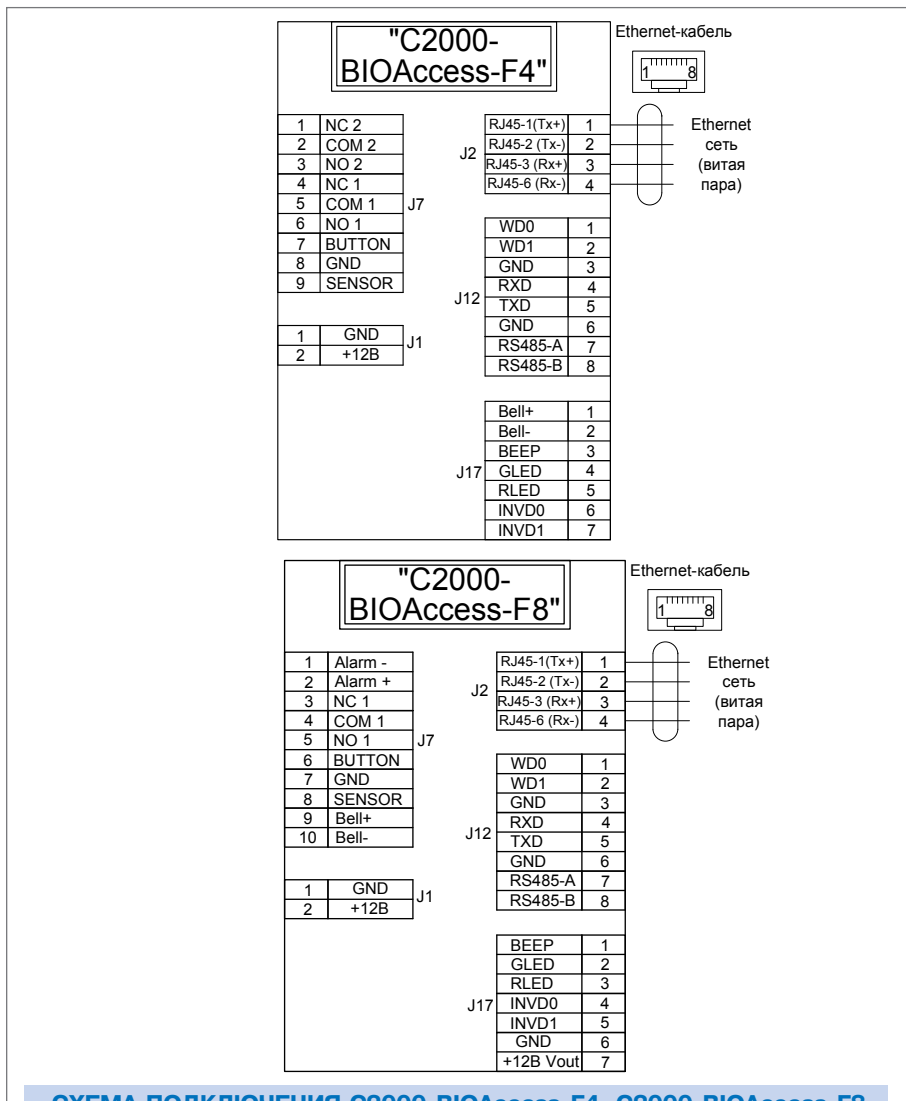 "C2000-
BIOAccess-F4"
Ethernet-кабель
1 8
1 NC 2
2 COM 2
3 NO 2
4 NC 1
5 COM 1
6 NO 1
7 BUTTON
8 GND
9 SENSOR
J7
1 GND
2 +12В
J1
J2
RJ45-1(Tx+) 1
RJ45-2 (Tx-) 2
RJ45-3 (Rx+) 3
RJ45-6 (Rx-) 4
Ethernet
сеть
(витая
пара)
J12
WD0 1
WD1 2
GND 3
RXD 4
TXD 5
GND 6
RS485-A 7
RS485-B 8
J17
Bell+ 1
Bell- 2
BEEP 3
GLED 4
RLED 5
INVD0 6
INVD1 7
"C2000-
BIOAccess-F8"
Ethernet-кабель
1 8
1 Alarm -
2 Alarm +
3 NC 1
4 COM 1
5 NO 1
6 BUTTON
7 GND
8 SENSOR
9 Bell+
10 Bell-
J7
1 GND
2 +12В
J1
J2
RJ45-1(Tx+) 1
RJ45-2 (Tx-) 2
RJ45-3 (Rx+) 3
RJ45-6 (Rx-) 4
Ethernet
сеть
(витая
пара)
J12
WD0 1
WD1 2
GND 3
RXD 4
TXD 5
GND 6
RS485-A 7
RS485-B 8
J17
BEEP 1
GLED 2
RLED 3
INVD0 4
INVD1 5
GND 6
+12В Vout 7
СХЕМА ПОДКЛЮЧЕНИЯ С2000-BIOAccess-F4, С2000-BIOAccess-F8